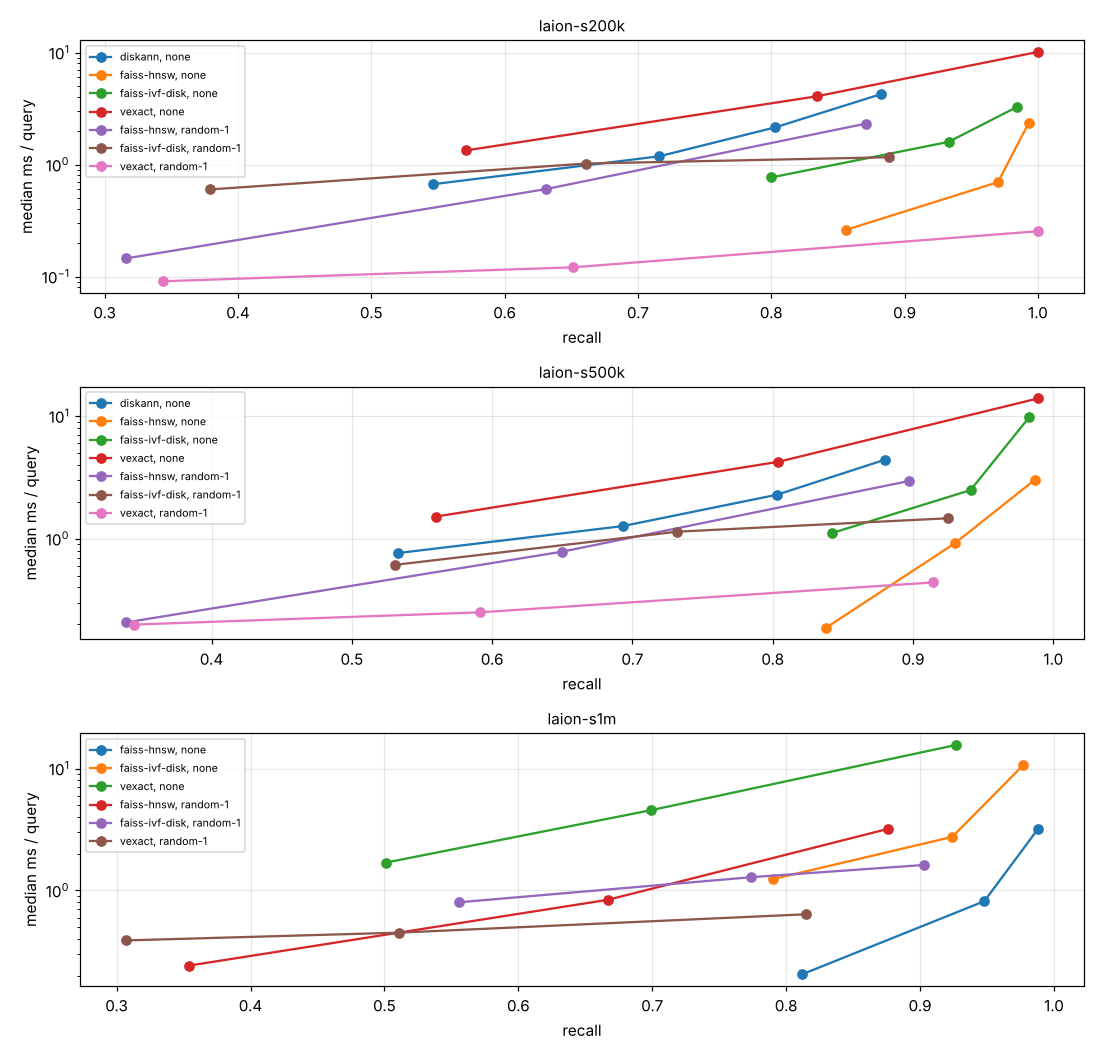 laion-s200k
median ms / query
10¹
10⁰
10⁻¹
diskann, none
faiss-hnsw, none
faiss-ivf-disk, none
vexact, none
faiss-hnsw, random-1
faiss-ivf-disk, random-1
vexact, random-1
0.3 0.4 0.5 0.6 0.7 0.8 0.9 1.0
recall
laion-s500k
median ms / query
10¹
10⁰
diskann, none
faiss-hnsw, none
faiss-ivf-disk, none
vexact, none
faiss-hnsw, random-1
faiss-ivf-disk, random-1
vexact, random-1
0.4 0.5 0.6 0.7 0.8 0.9 1.0
recall
laion-s1m
median ms / query
10¹
10⁰
faiss-hnsw, none
faiss-ivf-disk, none
vexact, none
faiss-hnsw, random-1
faiss-ivf-disk, random-1
vexact, random-1
0.3 0.4 0.5 0.6 0.7 0.8 0.9 1.0
recall